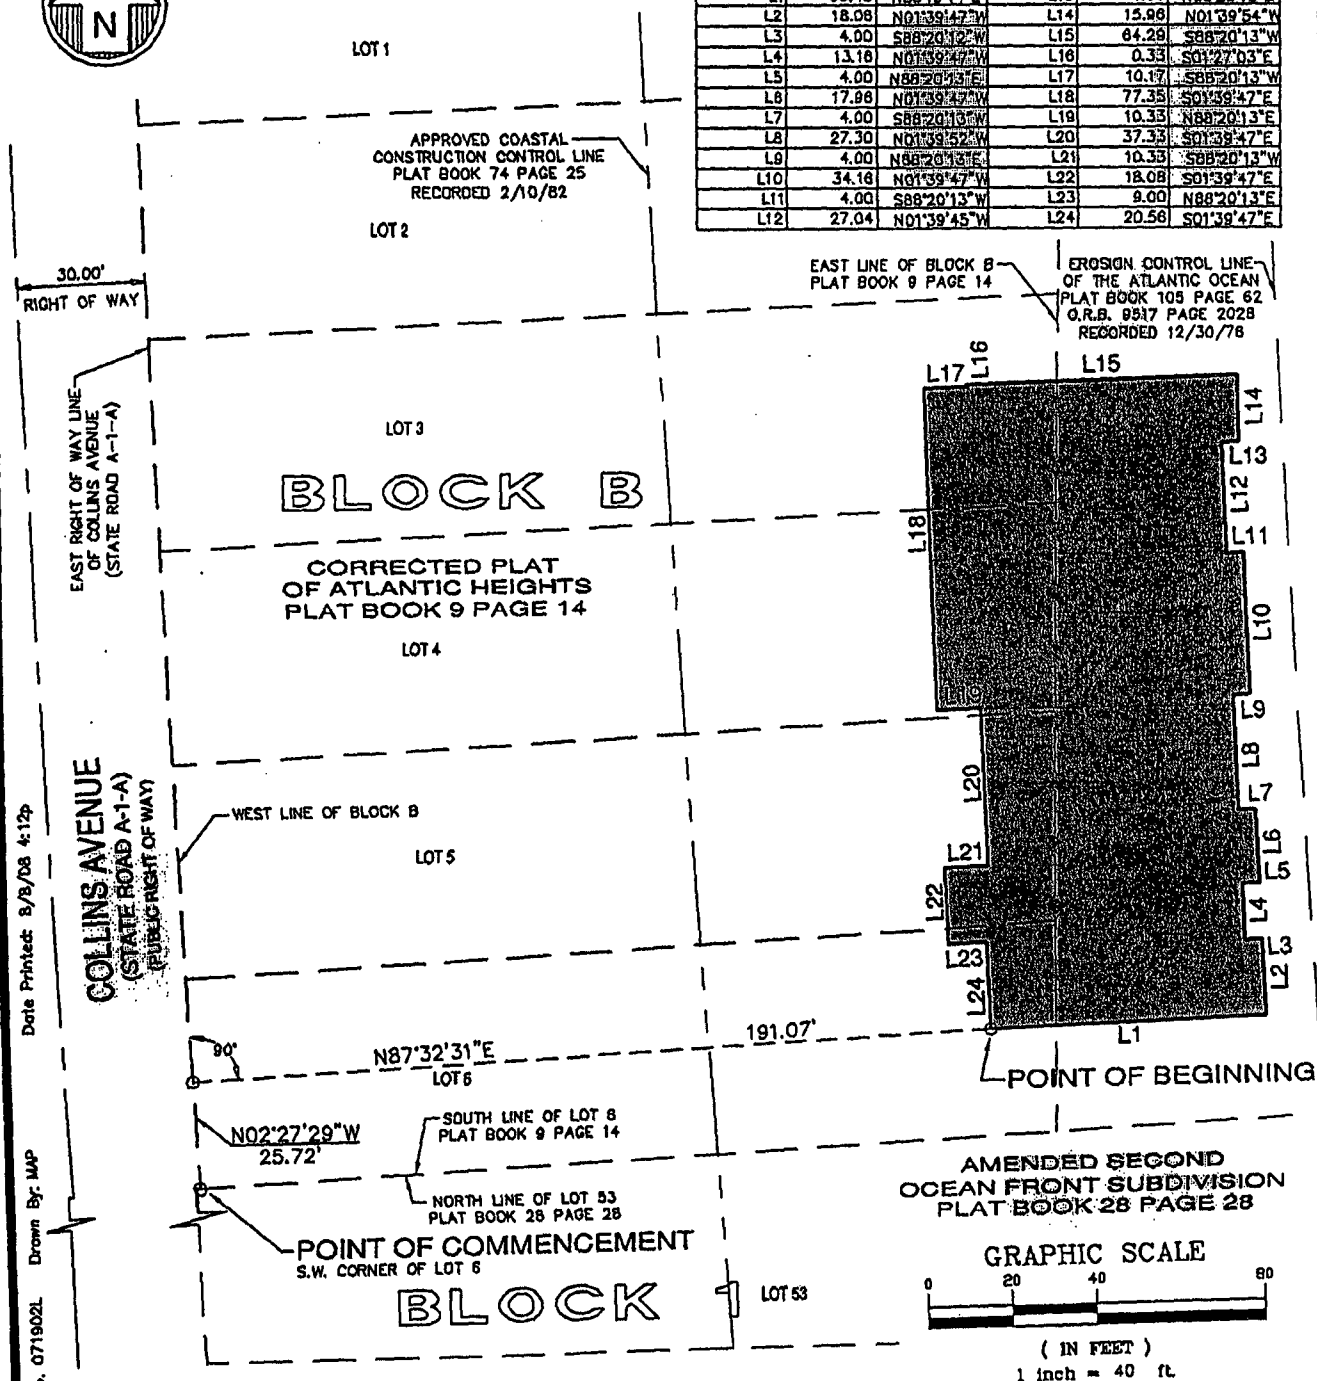 N
LOT 1
L2 18.08 N01°39'47"W L14 15.96 N01°39'54"W
L3 4.00 S88°20'12"W L15 64.29 S88°20'13"W
L4 13.16 N01°39'47"W L16 0.33 S01°27'03"E
L5 4.00 N88°20'13"E L17 10.17 S88°20'13"W
L6 17.96 N01°39'47"W L18 77.35 S01°39'47"E
L7 4.00 S88°20'13"W L19 10.33 N88°20'13"E
L8 27.30 N01°39'52"W L20 37.33 S01°39'47"E
L9 4.00 N88°20'13"E L21 10.33 S88°20'13"W
L10 34.16 N01°39'47"W L22 18.08 S01°39'47"E
L11 4.00 S88°20'13"W L23 9.00 N88°20'13"E
L12 27.04 N01°39'45"W L24 20.56 S01°39'47"E
APPROVED COASTAL
CONSTRUCTION CONTROL LINE
PLAT BOOK 74 PAGE 25
RECORDED 2/10/82
LOT 2
30.00'
RIGHT OF WAY
EAST LINE OF BLOCK B
PLAT BOOK 9 PAGE 14
EROSION CONTROL LINE
OF THE ATLANTIC OCEAN
PLAT BOOK 105 PAGE 62
O.R.B. 9517 PAGE 2028
RECORDED 12/30/76
EAST RIGHT OF WAY LINE
OF COLLINS AVENUE
(STATE ROAD A-1-A)
L17
L16
L15
L14
L13
L12
L11
L18
L10
L19
L9
L8
L7
L20
L6
L5
L21
L22
L4
L3
L23
L2
L24
L1
LOT 3
BLOCK B
CORRECTED PLAT
OF ATLANTIC HEIGHTS
PLAT BOOK 9 PAGE 14
LOT 4
COLLINS AVENUE
(STATE ROAD A-1-A)
(PUBLIC RIGHT OF WAY)
WEST LINE OF BLOCK B
LOT 5
90°
N87°32'31"E
191.07'
LOT 6
POINT OF BEGINNING
N02°27'29"W
25.72'
SOUTH LINE OF LOT 6
PLAT BOOK 9 PAGE 14
NORTH LINE OF LOT 53
PLAT BOOK 28 PAGE 28
POINT OF COMMENCEMENT
S.W. CORNER OF LOT 6
BLOCK 1
LOT 53
AMENDED SECOND
OCEAN FRONT SUBDIVISION
PLAT BOOK 28 PAGE 28
GRAPHIC SCALE
0 20 40 80
( IN FEET )
1 inch = 40 ft.
Date Printed: 8/8/08 4:12p
Drawn By: MAP
071902L